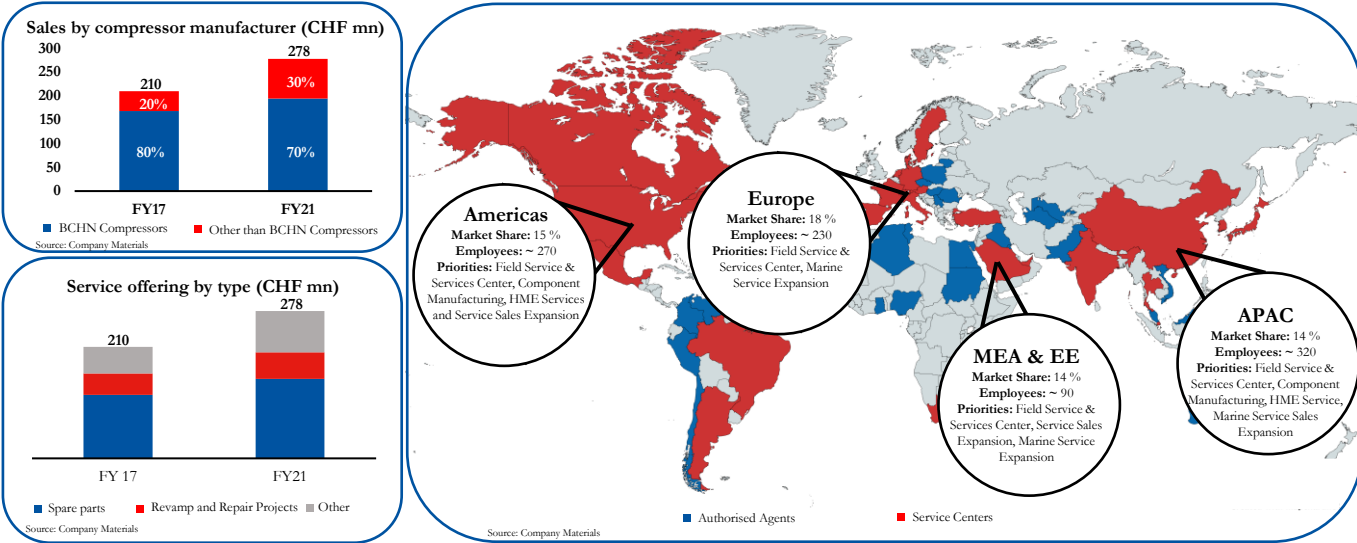 Sales by compressor manufacturer (CHF mn)
300
250
200
150
100
50
0
210
20%
80%
278
30%
70%
FY17
FY21
BCHN Compressors
Other than BCHN Compressors
Source: Company Materials
Service offering by type (CHF mn)
210
278
FY 17
FY21
Spare parts
Revamp and Repair Projects
Other
Source: Company Materials
Americas
Market Share: 15 %
Employees: ~ 270
Priorities: Field Service &
Services Center, Component
Manufacturing, HME Services
and Service Sales Expansion
Europe
Market Share: 18 %
Employees: ~ 230
Priorities: Field Service &
Services Center, Marine
Service Expansion
MEA & EE
Market Share: 14 %
Employees: ~ 90
Priorities: Field Service &
Services Center, Service Sales
Expansion, Marine Service
Expansion
APAC
Market Share: 14 %
Employees: ~ 320
Priorities: Field Service &
Services Center, Component
Manufacturing, HME Service,
Marine Service Sales
Expansion
Authorised Agents
Service Centers
Source: Company Materials